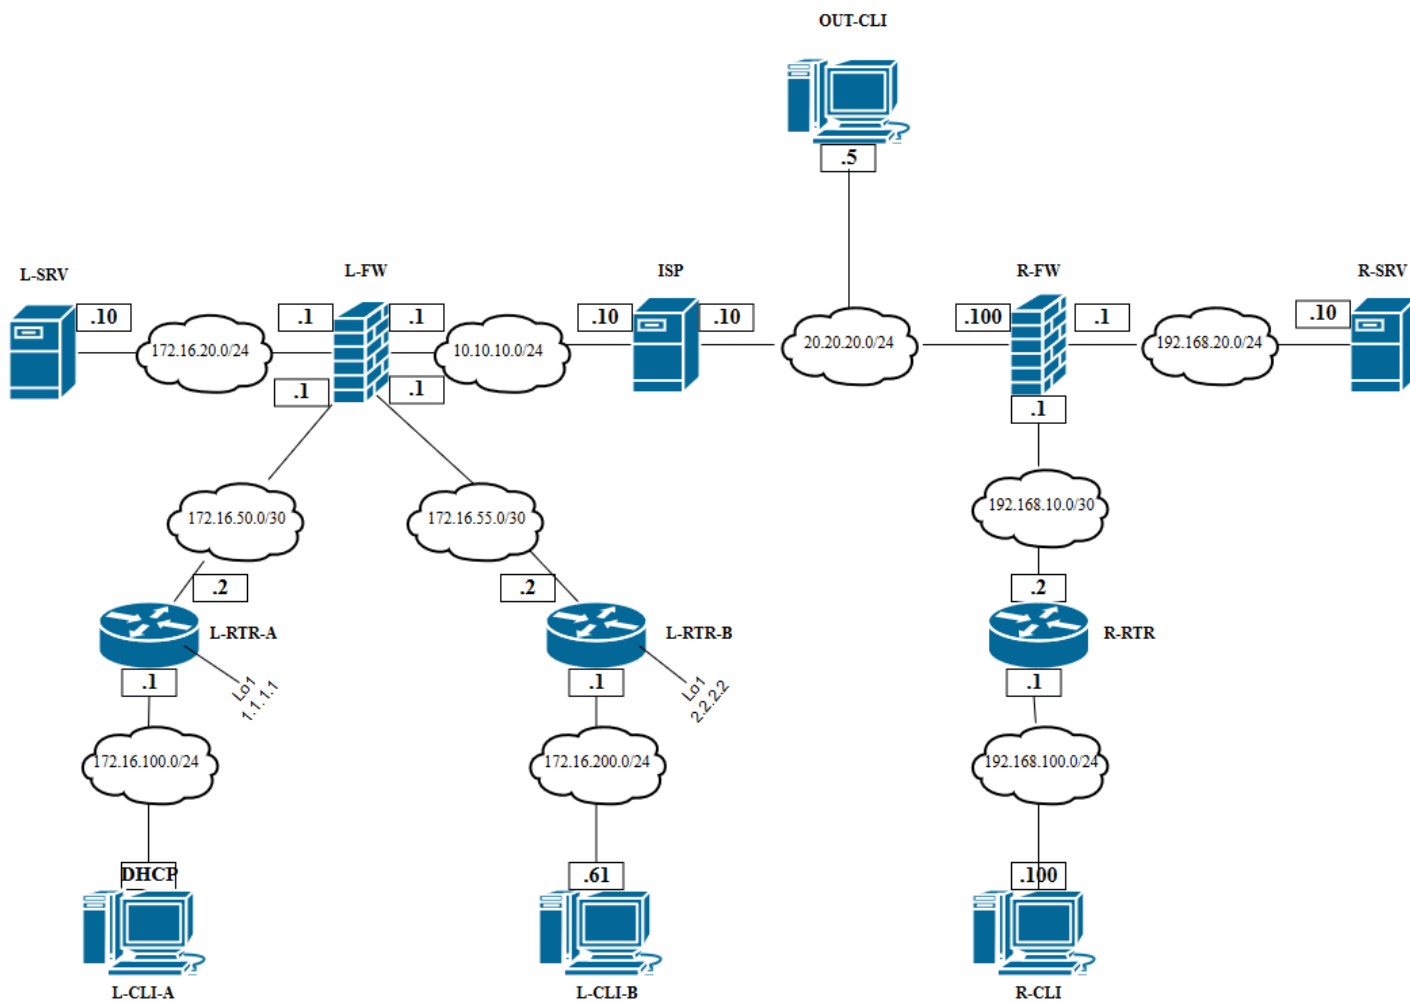 OUT-CLI
.5
L-SRV
L-FW
ISP
R-FW
R-SRV
.10
.1
.1
.10
.10
.100
.1
.10
172.16.20.0/24
10.10.10.0/24
20.20.20.0/24
192.168.20.0/24
.1
.1
.1
172.16.50.0/30
172.16.55.0/30
192.168.10.0/30
.2
.2
.2
L-RTR-A
L-RTR-B
R-RTR
Lo1
1.1.1.1
Lo1
2.2.2.2
.1
.1
.1
172.16.100.0/24
172.16.200.0/24
192.168.100.0/24
DHCP
.61
.100
L-CLI-A
L-CLI-B
R-CLI